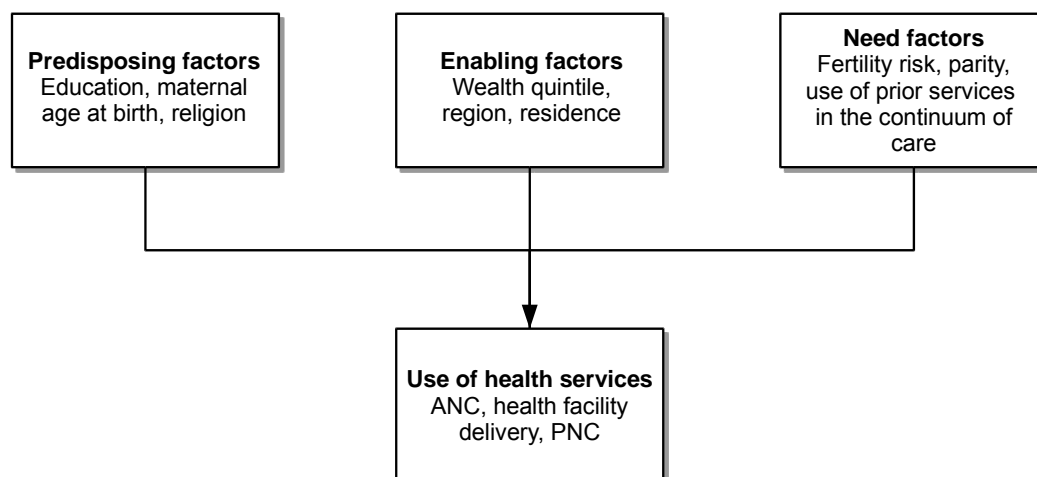 Predisposing factors
Education, maternal
age at birth, religion
Enabling factors
Wealth quintile,
region, residence
Need factors
Fertility risk, parity,
use of prior services
in the continuum of
care
Use of health services
ANC, health facility
delivery, PNC